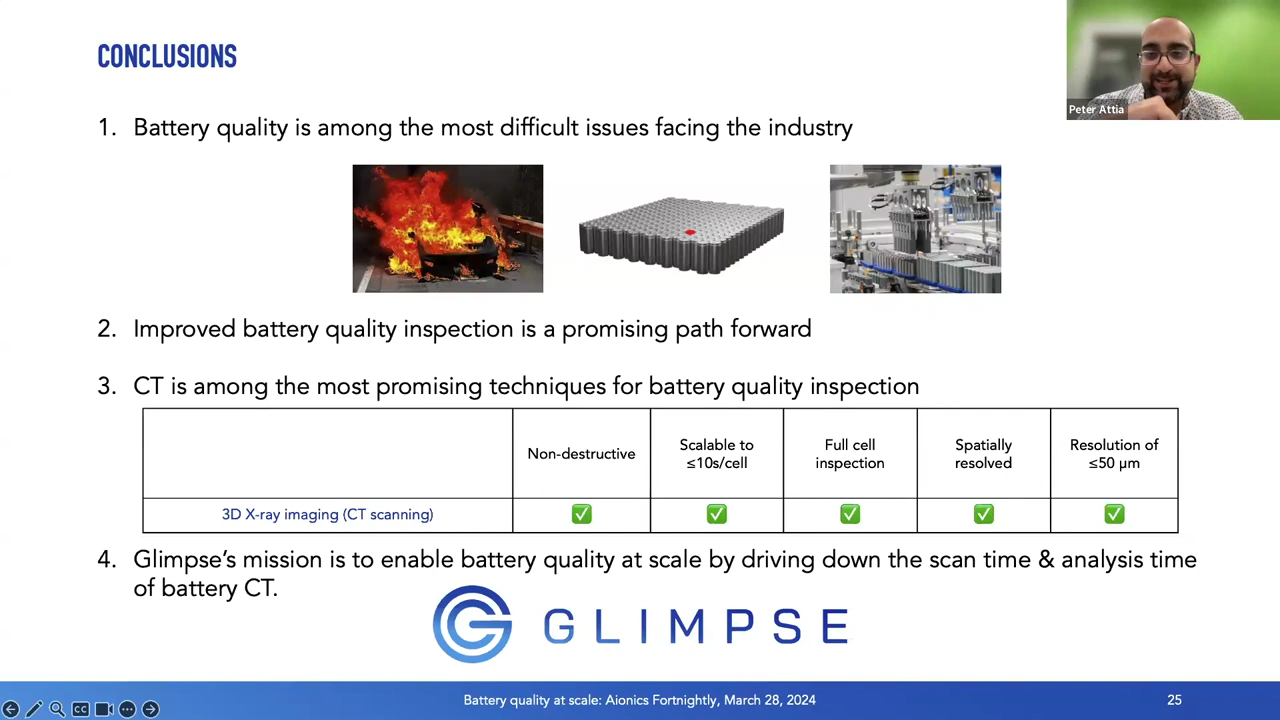 CONCLUSIONS
Peter Attia
1. Battery quality is among the most difficult issues facing the industry
2. Improved battery quality inspection is a promising path forward
3. CT is among the most promising techniques for battery quality inspection
Non-destructive
Scalable to
≤10s/cell
Full cell
inspection
Spatially
resolved
Resolution of
≤50 μm
3D X-ray imaging (CT scanning) ✅ ✅ ✅ ✅ ✅
4. Glimpse’s mission is to enable battery quality at scale by driving down the scan time & analysis time
of battery CT.
GLIMPSE
Battery quality at scale: Aionics Fortnightly, March 28, 2024
25
CC